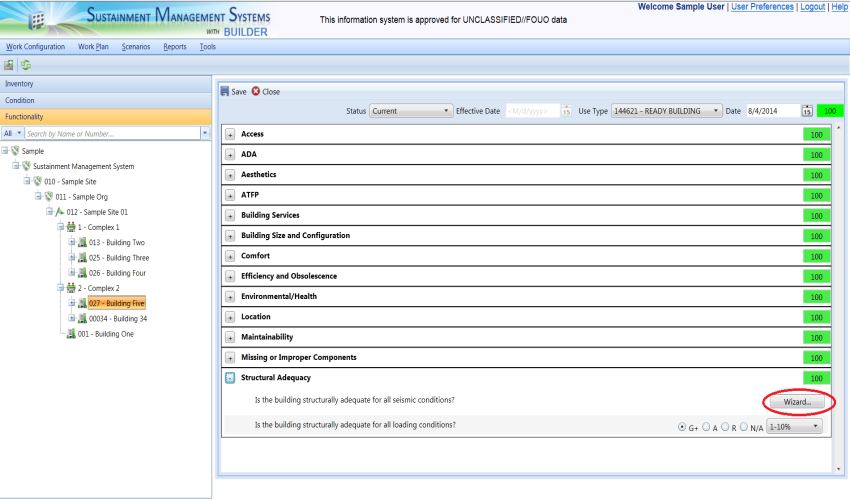 SUSTAINMENT MANAGEMENT SYSTEMS
WITH BUILDER
This information system is approved for UNCLASSIFIED//FOUO data
Welcome Sample User | User Preferences | Logout | Help
Work Configuration Work Plan Scenarios Reports Tools
Inventory
Condition
Functionality
All Search by Name or Number...
Sample
Sustainment Management System
010 - Sample Site
011 - Sample Org
012 - Sample Site 01
1 - Complex 1
013 - Building Two
025 - Building Three
026 - Building Four
2 - Complex 2
027 - Building Five
00034 - Building 34
001 - Building One
Save Close
Status Current Effective Date <M/d/yyyy> 15 Use Type 144621 - READY BUILDING Date 8/4/2014 15 100
Access 100
ADA 100
Aesthetics 100
ATFP 100
Building Services 100
Building Size and Configuration 100
Comfort 100
Efficiency and Obsolescence 100
Environmental/Health 100
Location 100
Maintainability 100
Missing or Improper Components 100
Structural Adequacy 100
Is the building structurally adequate for all seismic conditions? Wizard...
Is the building structurally adequate for all loading conditions? G+ A R N/A 1-10%